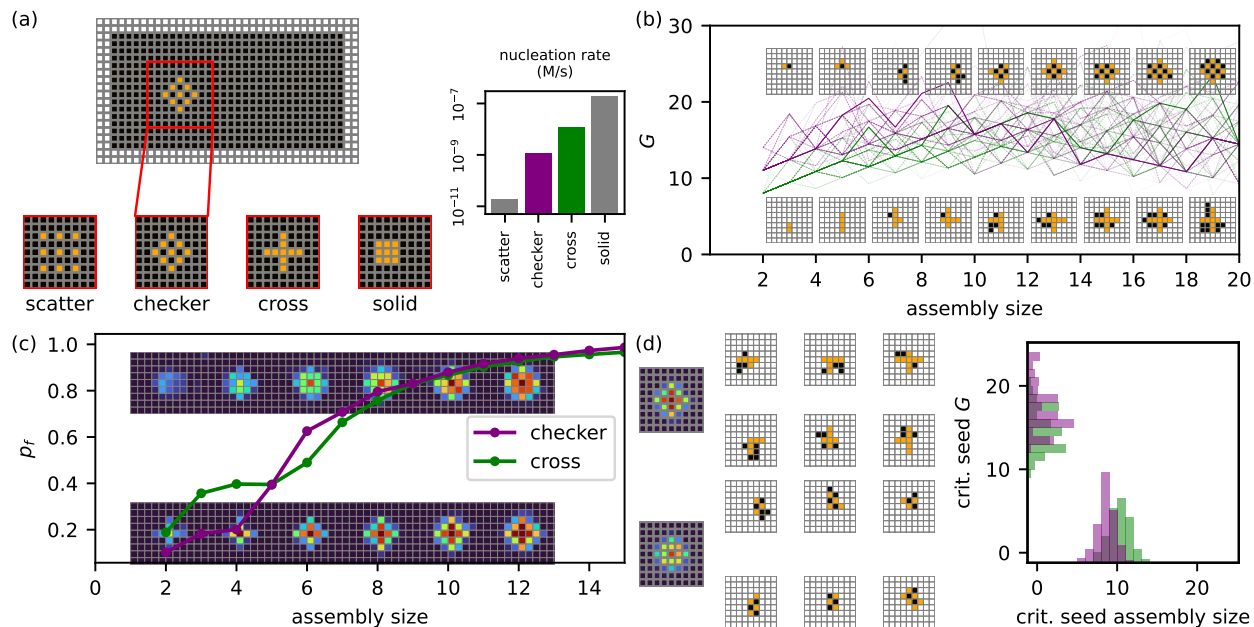 (a)
nucleation rate
(M/s)
10⁻⁷
10⁻⁹
10⁻¹¹
scatter
checker
cross
solid
scatter
checker
cross
solid
(b)
G
30
20
10
0
2
4
6
8
10
12
14
16
18
20
assembly size
(c)
p_f
1.0
0.8
0.6
0.4
0.2
checker
cross
0
2
4
6
8
10
12
14
assembly size
(d)
crit. seed G
20
10
0
0
10
20
crit. seed assembly size